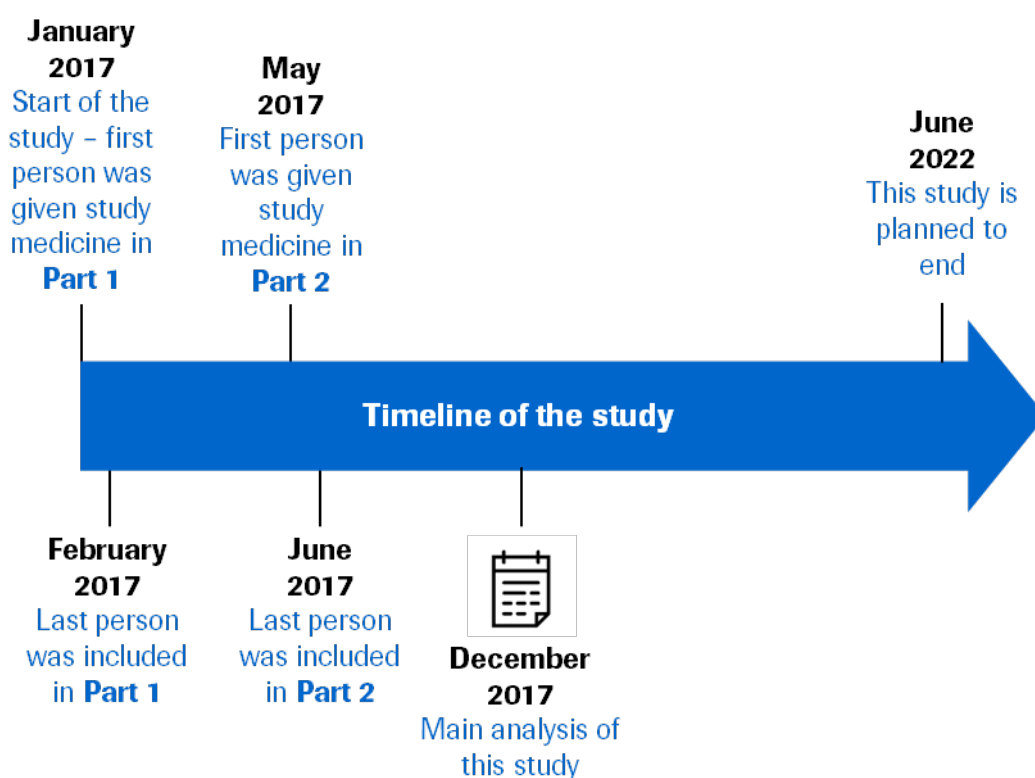 January
2017
Start of the
study – first
person was
given study
medicine in
Part 1
May
2017
First person
was given
study
medicine in
Part 2
June
2022
This study is
planned to
end
Timeline of the study
February
2017
Last person
was included
in Part 1
June
2017
Last person
was included
in Part 2
December
2017
Main analysis of
this study